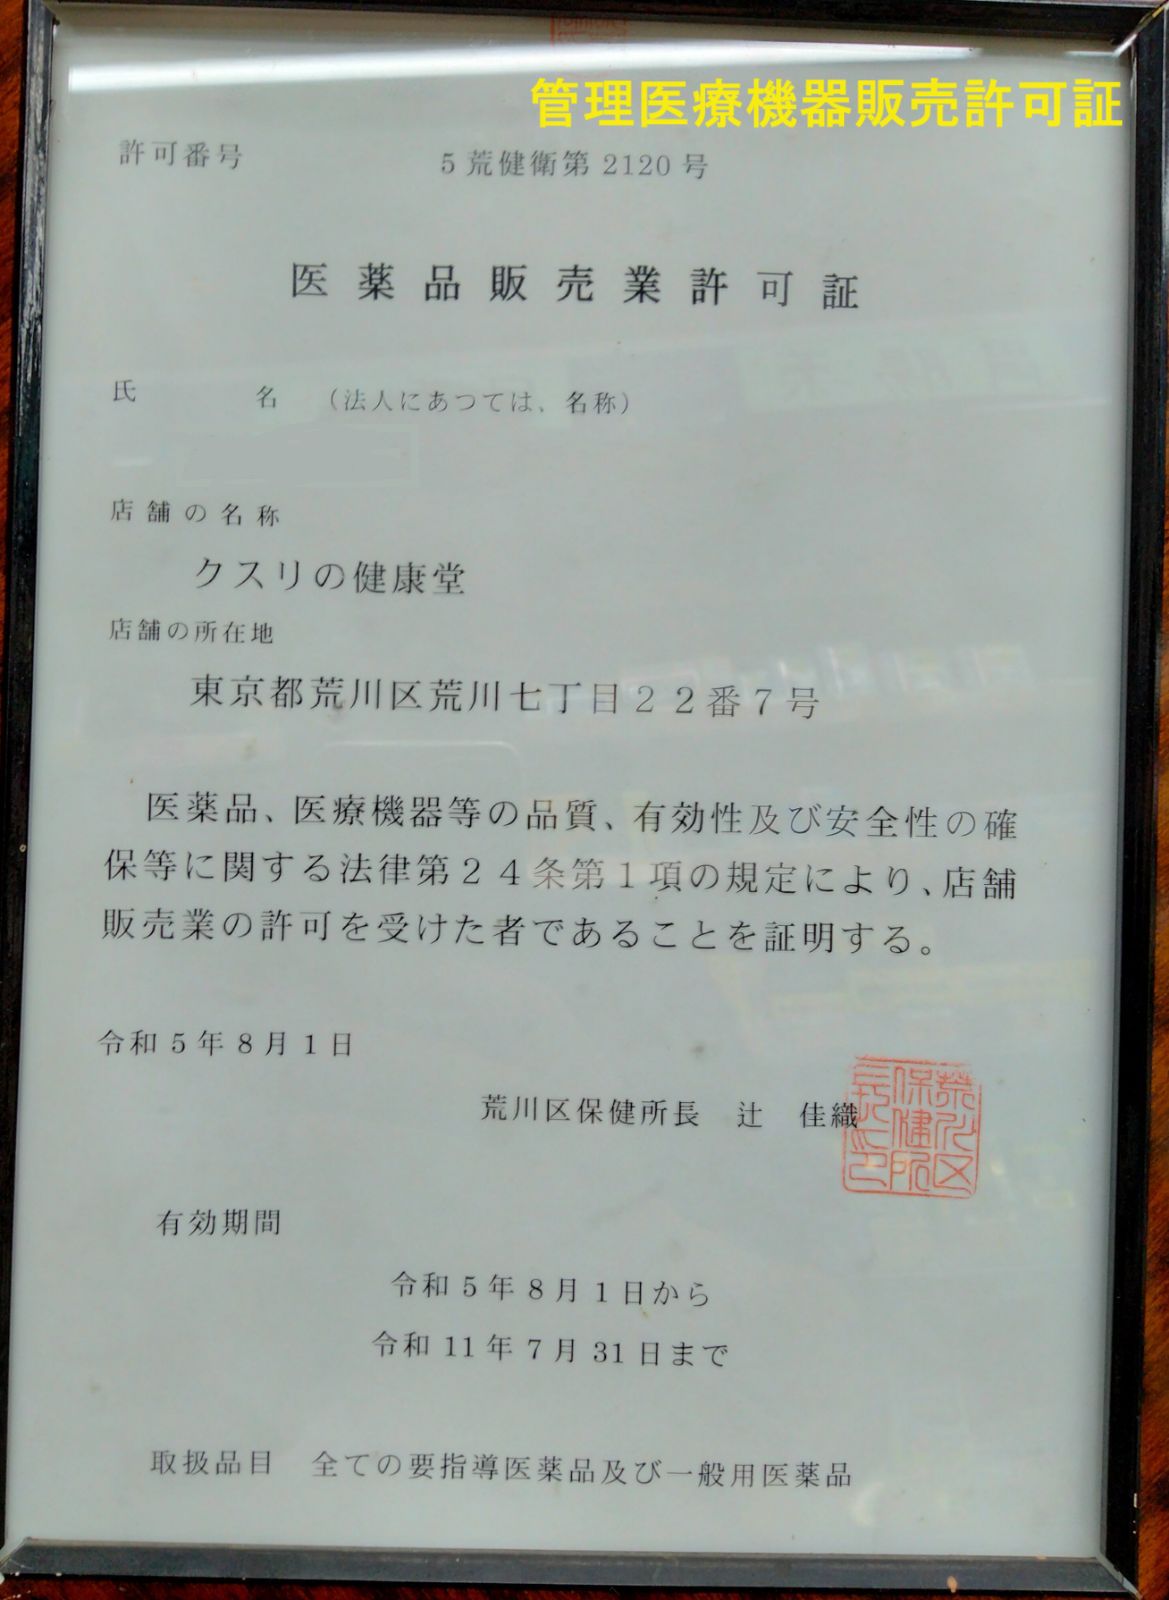 管理医療機器販売許可証
許可番号 5荒健衛第2120号
医薬品販売業許可証
氏名 (法人にあつては、名称)
店舗の名称
クスリの健康堂
店舗の所在地
東京都荒川区荒川七丁目22番7号
医薬品、医療機器等の品質、有効性及び安全性の確
保等に関する法律第24条第1項の規定により、店舗
販売業の許可を受けた者であることを証明する。
令和5年8月1日
荒川区保健所長 辻 佳織
荒川区
保健所
長之印
有効期間
令和5年8月1日から
令和11年7月31日まで
取扱品目 全ての要指導医薬品及び一般用医薬品